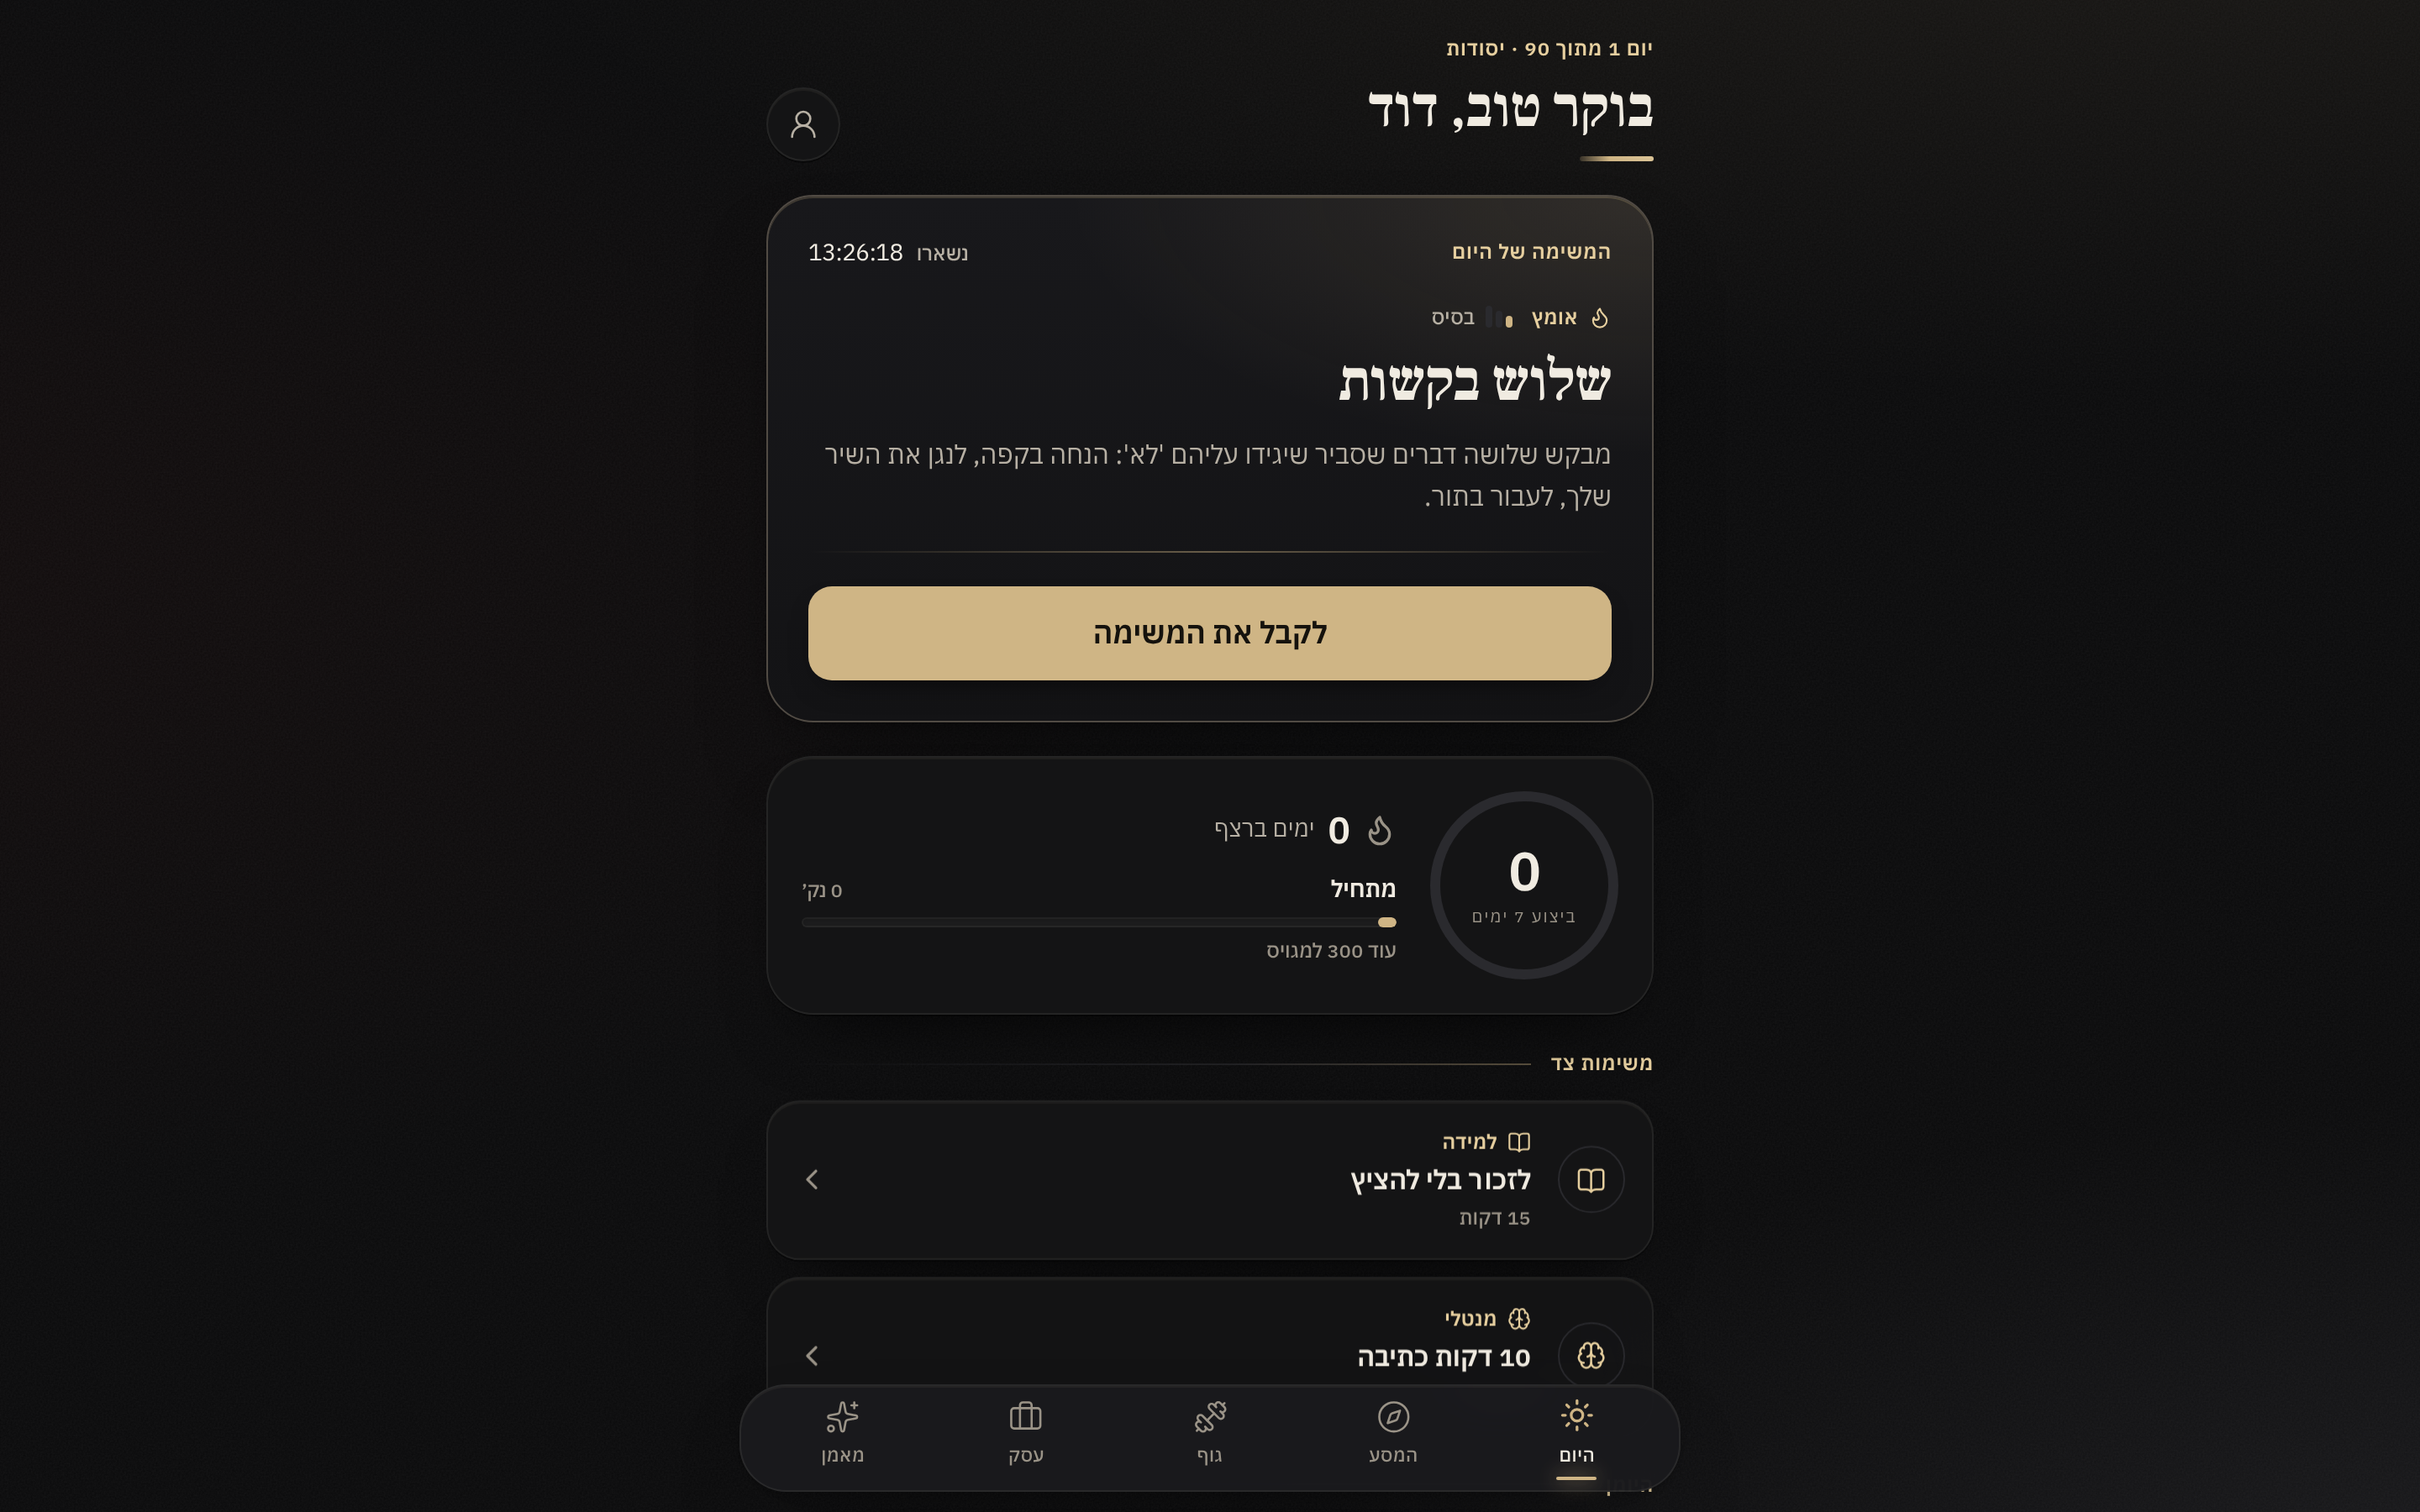 יום 1 מתוך 90 · יסודות
בוקר טוב, דוד
המשימה של היום
נשארו 13:26:18
אומץ בסיס
שלוש בקשות
מבקש שלושה דברים שסביר שיגידו עליהם 'לא': הנחה בקפה, לנגן את השיר
שלך, לעבור בתור.
לקבל את המשימה
0
ביצוע 7 ימים
0 ימים ברצף
מתחיל
0 נק׳
עוד 300 למגויס
משימות צד
למידה
לזכור בלי להציץ
15 דקות
מנטלי
10 דקות כתיבה
היום
המסע
גוף
עסק
מאמן